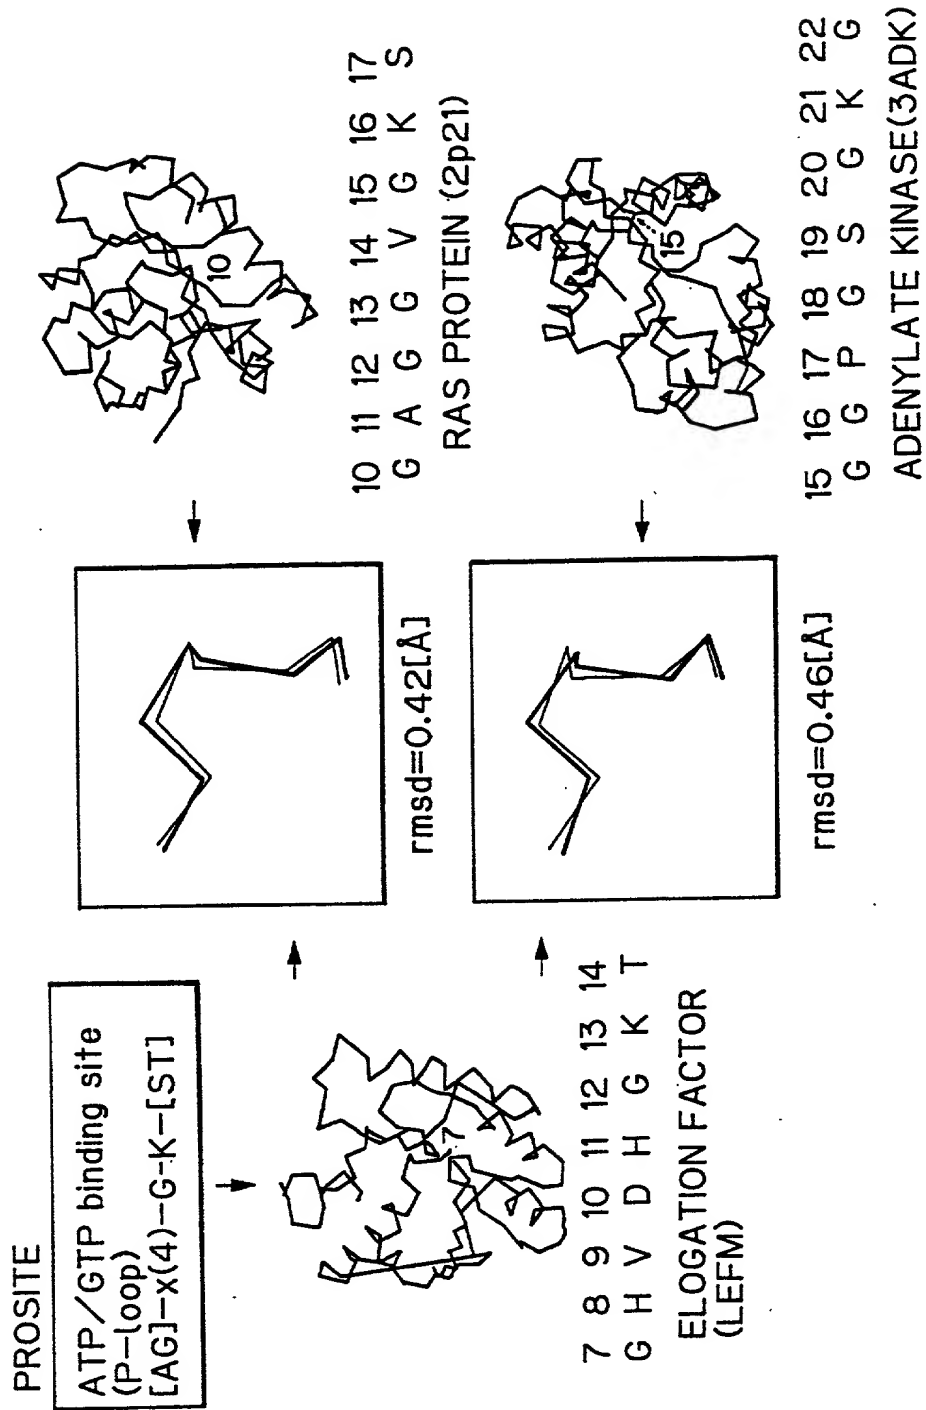 PROSITE
ATP/GTP binding site
(P-loop)
[AG]-x(4)-G-K-[ST]
7
7 8 9 10 11 12 13 14
G H V D H G K T
ELOGATION FACTOR
(LEFM)
rmsd=0.42[Å]
rmsd=0.46[Å]
10
10 11 12 13 14 15 16 17
G A G G V G K S
RAS PROTEIN (2p21)
15
15 16 17 18 19 20 21 22
G G P G S G K G
ADENYLATE KINASE(3ADK)